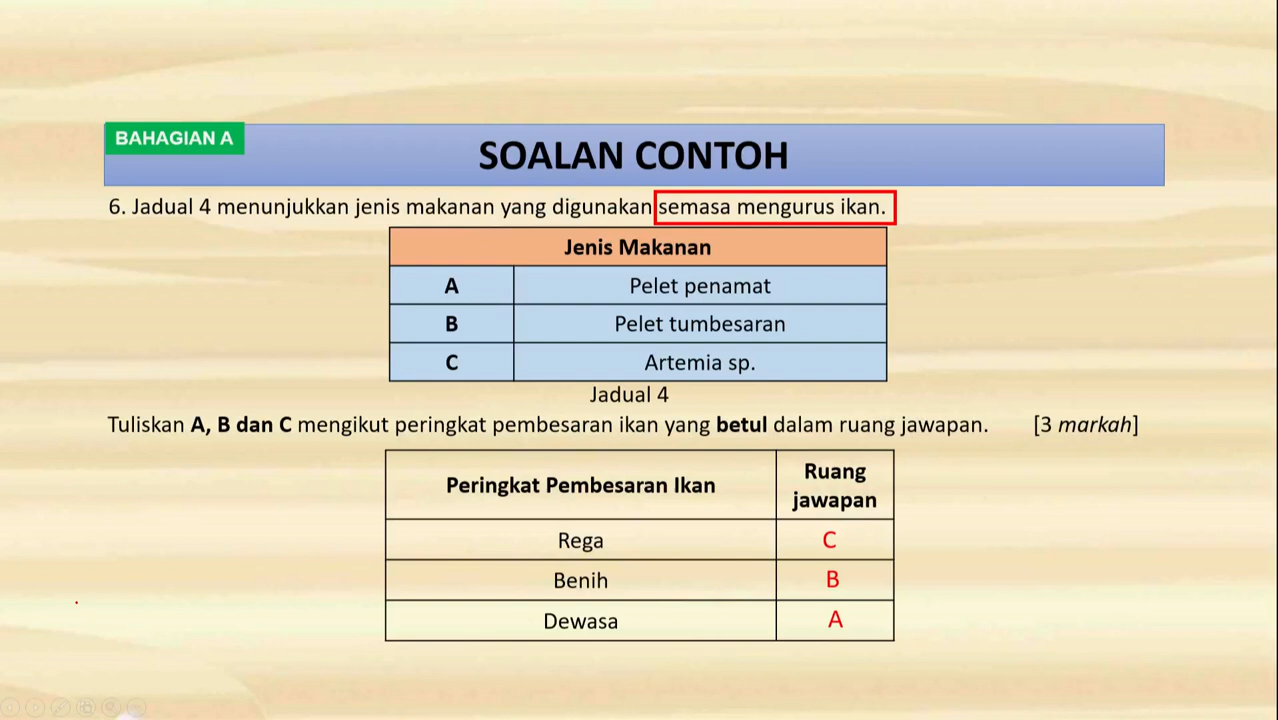 BAHAGIAN A
SOALAN CONTOH
6. Jadual 4 menunjukkan jenis makanan yang digunakan semasa mengurus ikan.
Jenis Makanan
A Pelet penamat
B Pelet tumbesaran
C Artemia sp.
Jadual 4
Tuliskan A, B dan C mengikut peringkat pembesaran ikan yang betul dalam ruang jawapan. [3 markah]
Peringkat Pembesaran Ikan Ruang jawapan
Rega C
Benih B
Dewasa A